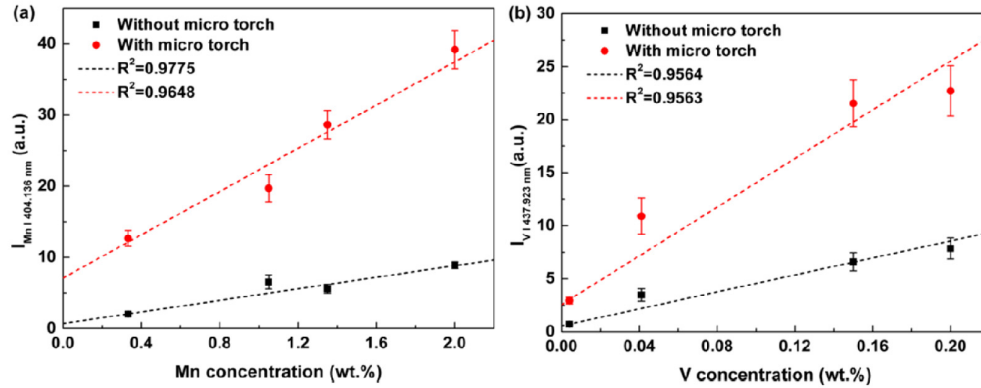 (a)
Without micro torch
With micro torch
R²=0.9775
R²=0.9648
I Mn I 404.136 nm (a.u.)
40
30
20
10
0
0.0 0.4 0.8 1.2 1.6 2.0
Mn concentration (wt.%)
(b)
Without micro torch
With micro torch
R²=0.9564
R²=0.9563
I V I 437.923 nm (a.u.)
30
25
20
15
10
5
0
0.00 0.04 0.08 0.12 0.16 0.20
V concentration (wt.%)